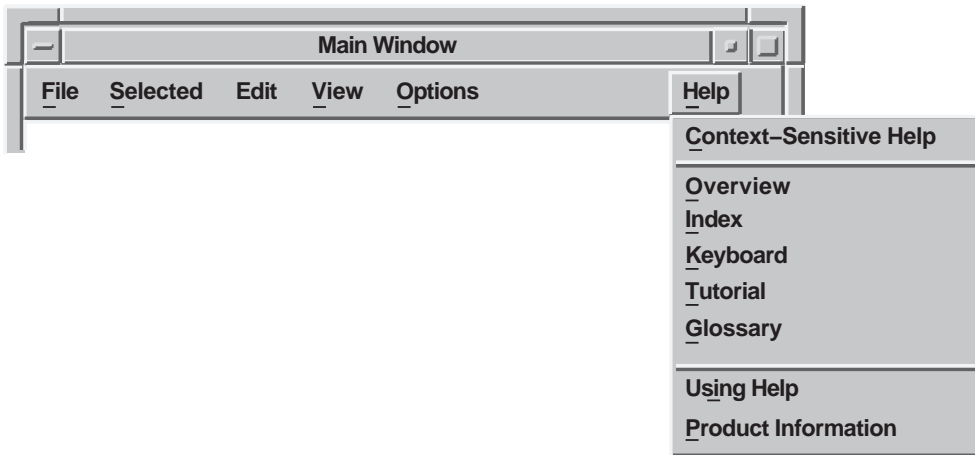 Main Window
File Selected Edit View Options Help
Context–Sensitive Help
Overview
Index
Keyboard
Tutorial
Glossary
Using Help
Product Information